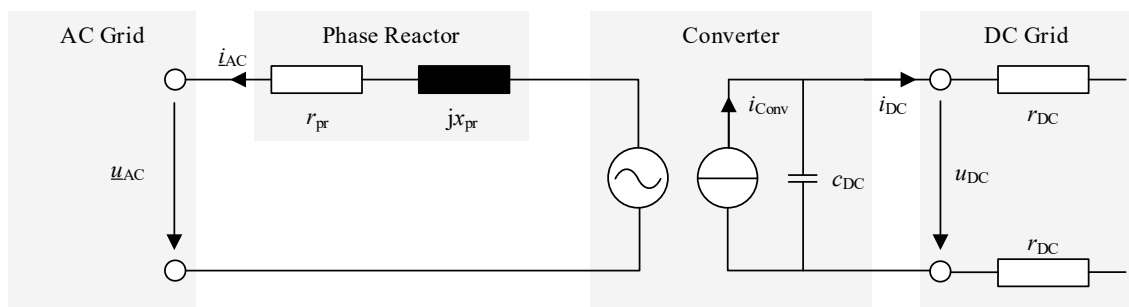 AC Grid
Phase Reactor
Converter
DC Grid
i̲AC
rpr
jxpr
iConv
iDC
rDC
u̲AC
cDC
uDC
rDC